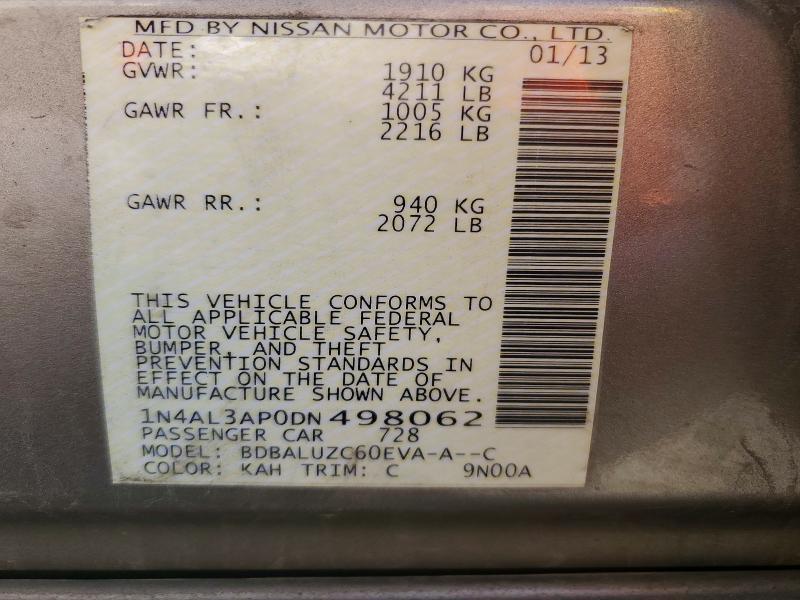 MFD BY NISSAN MOTOR CO., LTD.
DATE: 01/13
GVWR: 1910 KG
4211 LB
GAWR FR.: 1005 KG
2216 LB
GAWR RR.: 940 KG
2072 LB
THIS VEHICLE CONFORMS TO
ALL APPLICABLE FEDERAL
MOTOR VEHICLE SAFETY,
BUMPER, AND THEFT
PREVENTION STANDARDS IN
EFFECT ON THE DATE OF
MANUFACTURE SHOWN ABOVE.
1N4AL3AP0DN498062
PASSENGER CAR 728
MODEL: BDBALUZC60EVA-A--C
COLOR: KAH TRIM: C 9N00A